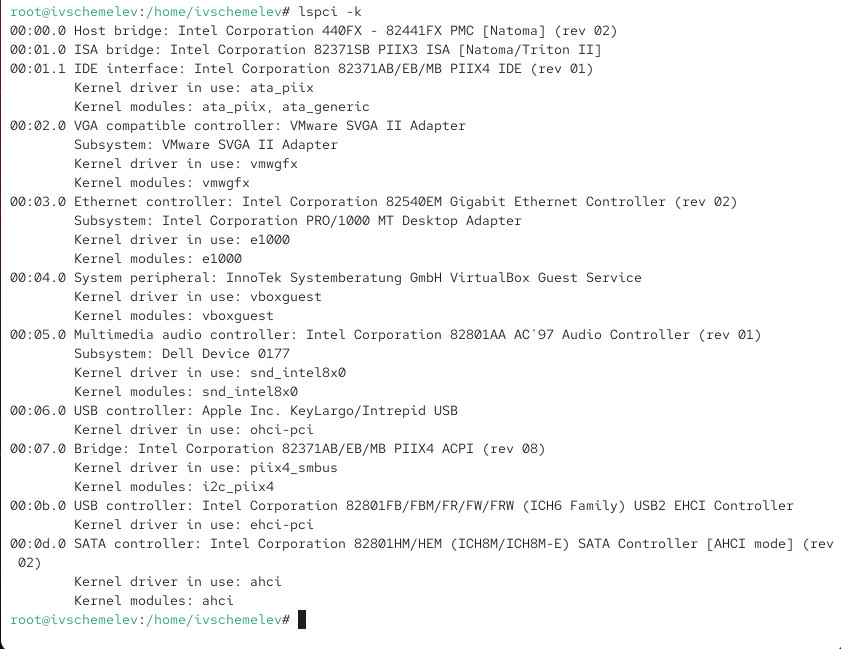 root@ivschemelev:/home/ivschemelev# lspci -k
00:00.0 Host bridge: Intel Corporation 440FX - 82441FX PMC [Natoma] (rev 02)
00:01.0 ISA bridge: Intel Corporation 82371SB PIIX3 ISA [Natoma/Triton II]
00:01.1 IDE interface: Intel Corporation 82371AB/EB/MB PIIX4 IDE (rev 01)
        Kernel driver in use: ata_piix
        Kernel modules: ata_piix, ata_generic
00:02.0 VGA compatible controller: VMware SVGA II Adapter
        Subsystem: VMware SVGA II Adapter
        Kernel driver in use: vmwgfx
        Kernel modules: vmwgfx
00:03.0 Ethernet controller: Intel Corporation 82540EM Gigabit Ethernet Controller (rev 02)
        Subsystem: Intel Corporation PRO/1000 MT Desktop Adapter
        Kernel driver in use: e1000
        Kernel modules: e1000
00:04.0 System peripheral: InnoTek Systemberatung GmbH VirtualBox Guest Service
        Kernel driver in use: vboxguest
        Kernel modules: vboxguest
00:05.0 Multimedia audio controller: Intel Corporation 82801AA AC'97 Audio Controller (rev 01)
        Subsystem: Dell Device 0177
        Kernel driver in use: snd_intel8x0
        Kernel modules: snd_intel8x0
00:06.0 USB controller: Apple Inc. KeyLargo/Intrepid USB
        Kernel driver in use: ohci-pci
00:07.0 Bridge: Intel Corporation 82371AB/EB/MB PIIX4 ACPI (rev 08)
        Kernel driver in use: piix4_smbus
        Kernel modules: i2c_piix4
00:0b.0 USB controller: Intel Corporation 82801FB/FBM/FR/FW/FRW (ICH6 Family) USB2 EHCI Controller
        Kernel driver in use: ehci-pci
00:0d.0 SATA controller: Intel Corporation 82801HM/HEM (ICH8M/ICH8M-E) SATA Controller [AHCI mode] (rev
 02)
        Kernel driver in use: ahci
        Kernel modules: ahci
root@ivschemelev:/home/ivschemelev#